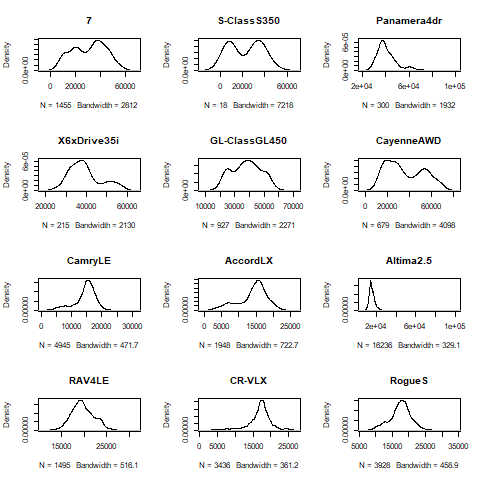 7 S-ClassS350 Panamera4dr
Density 0.0e+00 0 20000 40000 60000
N = 1455 Bandwidth = 2812
Density 0.0e+00 0 20000 40000 60000
N = 18 Bandwidth = 7218
Density 0e+00 6e-05 2e+04 6e+04 1e+05
N = 300 Bandwidth = 1932
X6xDrive35i GL-ClassGL450 CayenneAWD
Density 0e+00 6e-05 20000 40000 60000
N = 215 Bandwidth = 2130
Density 0e+00 10000 30000 50000 70000
N = 927 Bandwidth = 2271
Density 0e+00 0 20000 60000
N = 679 Bandwidth = 4098
CamryLE AccordLX Altima2.5
Density 0.00000 0 10000 20000 30000
N = 4945 Bandwidth = 471.7
Density 0.00000 0 5000 15000 25000
N = 1948 Bandwidth = 722.7
Density 0.00000 2e+04 6e+04 1e+05
N = 16236 Bandwidth = 329.1
RAV4LE CR-VLX RogueS
Density 0.00000 15000 25000
N = 1495 Bandwidth = 516.1
Density 0.00000 0 5000 15000 25000
N = 3436 Bandwidth = 361.2
Density 0.00000 5000 15000 25000 35000
N = 3928 Bandwidth = 458.9